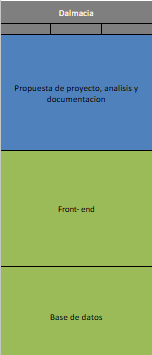 Dalmacia
Propuesta de proyecto, analisis y
documentacion
Front- end
Base de datos